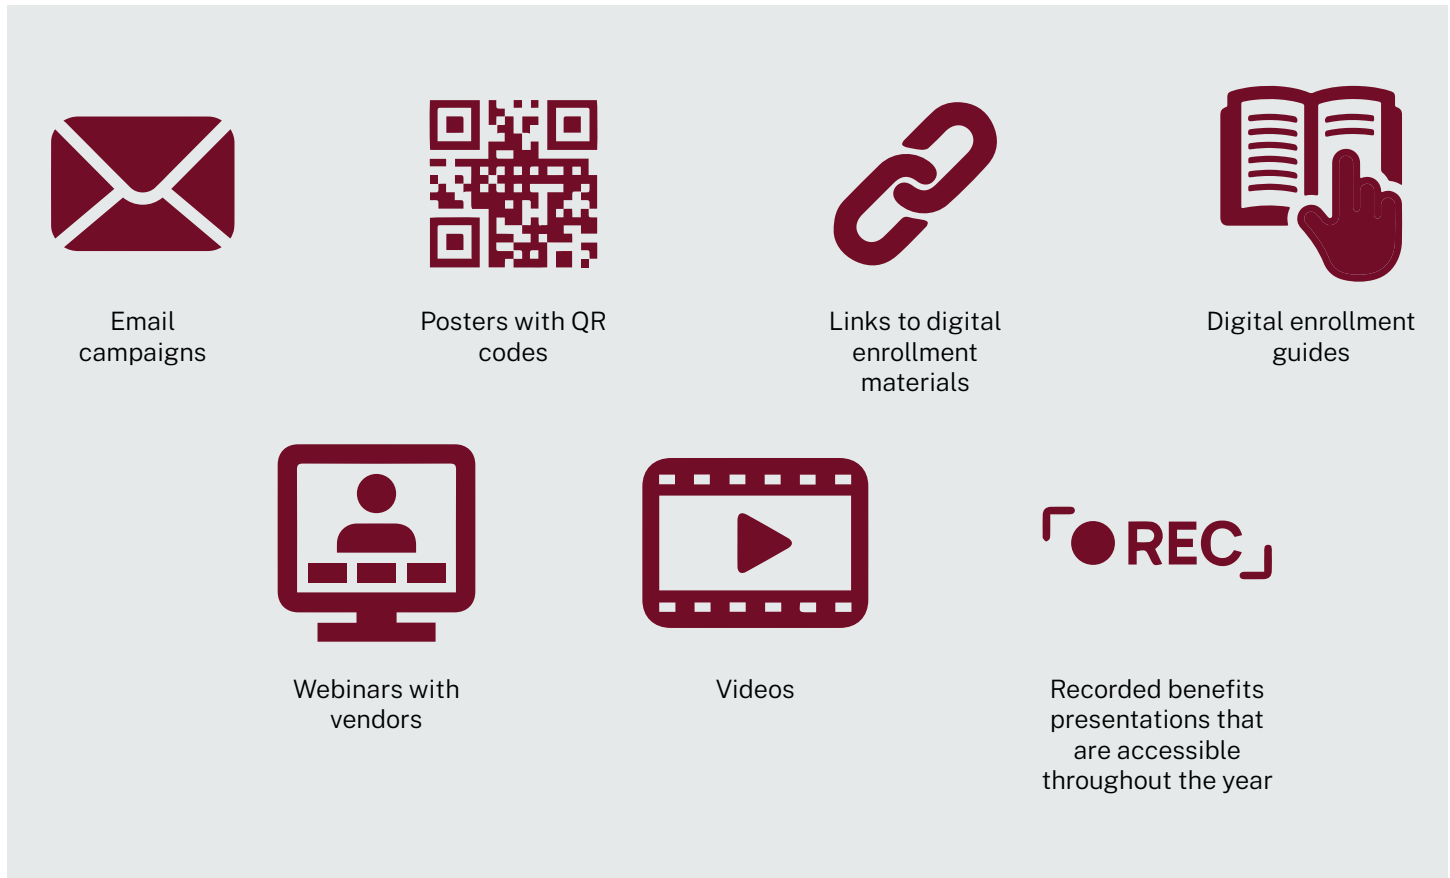 Email
campaigns
Posters with QR
codes
Links to digital
enrollment
materials
Digital enrollment
guides
REC
Webinars with
vendors
Videos
Recorded benefits
presentations that
are accessible
throughout the year